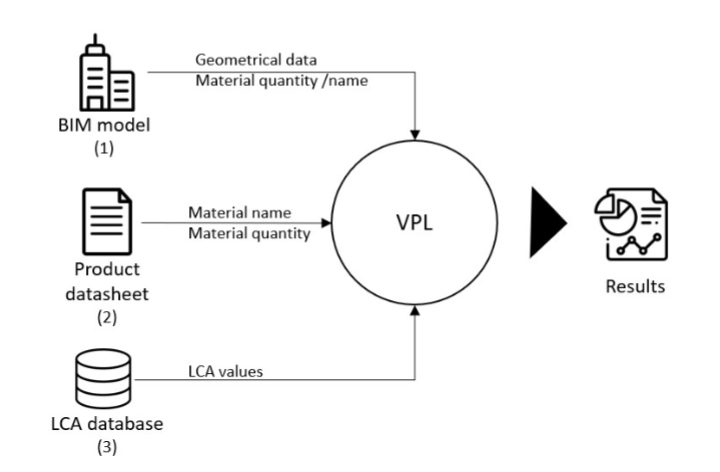 Geometrical data
Material quantity /name
BIM model
(1)
Material name
Material quantity
VPL
Product
datasheet
(2)
Results
LCA values
LCA database
(3)